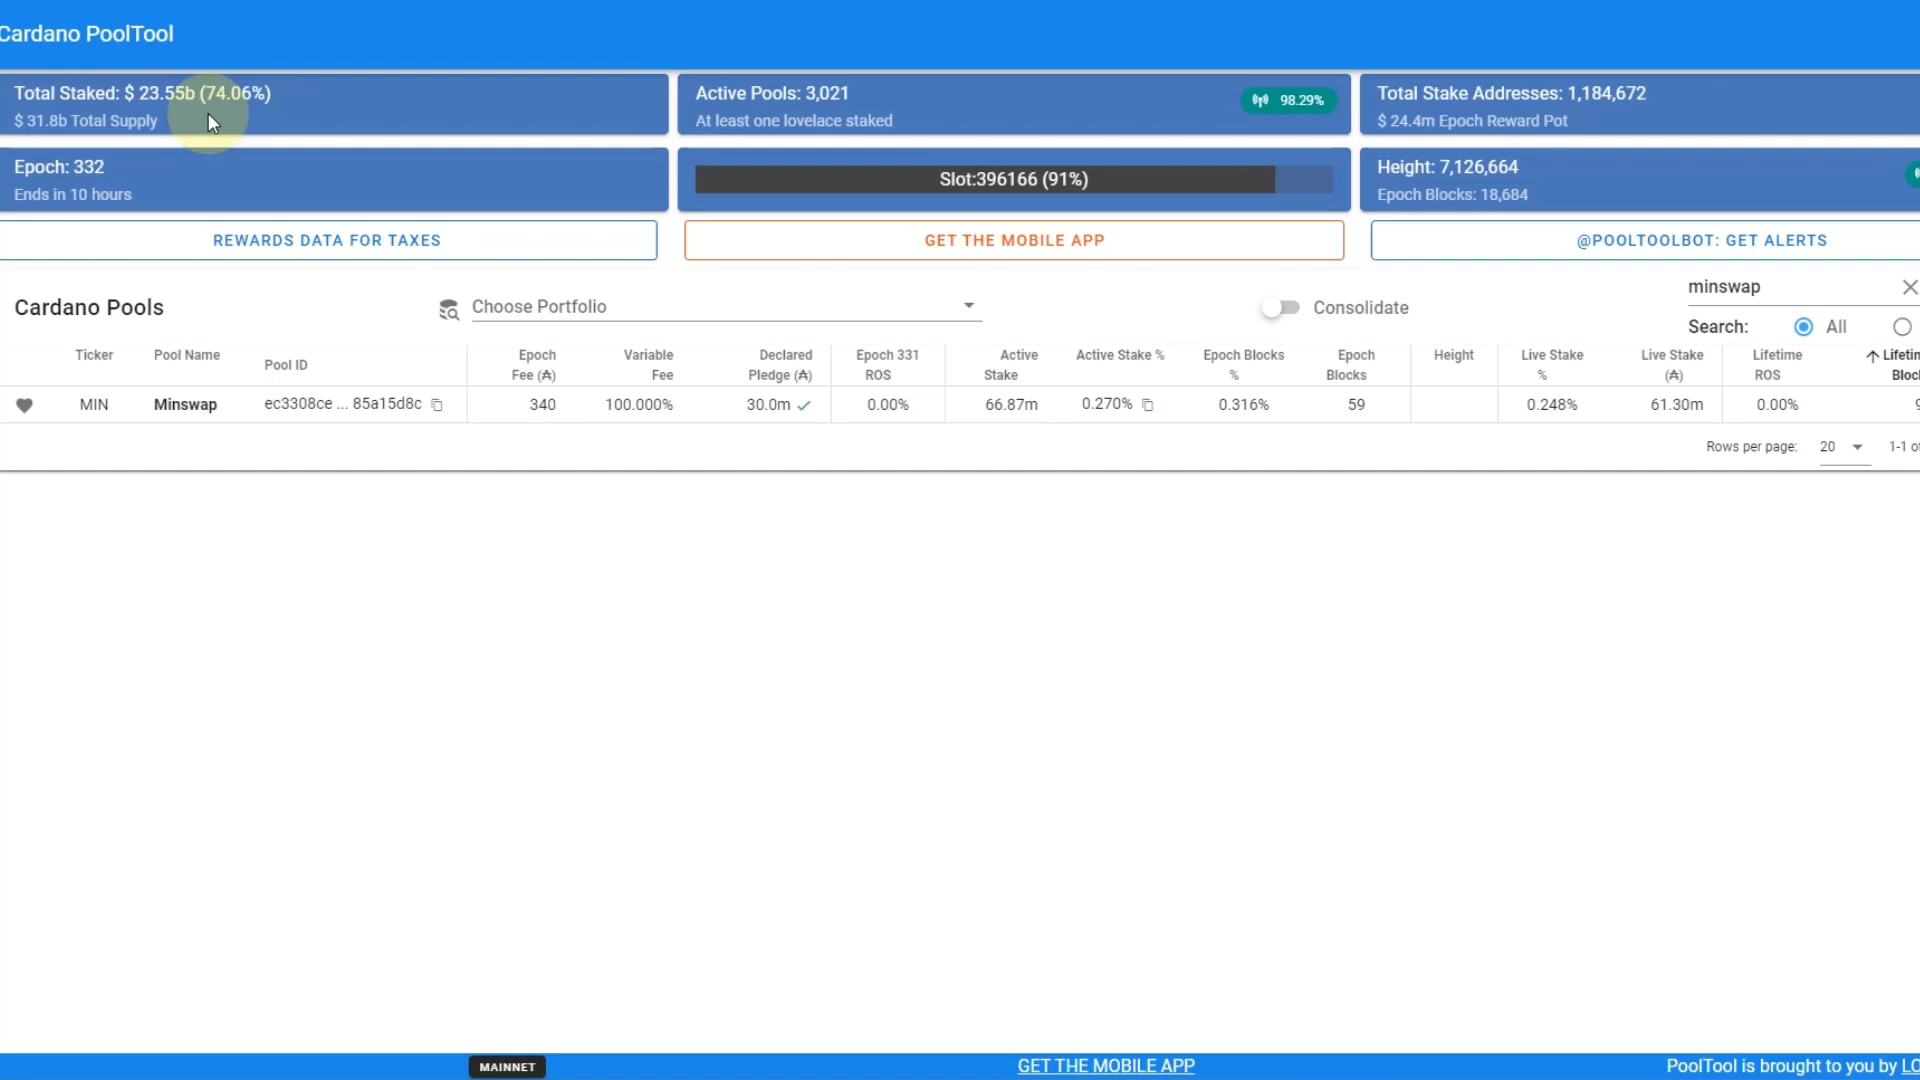 Cardano PoolTool
Total Staked: $ 23.55b (74.06%)
$ 31.8b Total Supply
Active Pools: 3,021
At least one lovelace staked
98.29%
Total Stake Addresses: 1,184,672
$ 24.4m Epoch Reward Pot
Epoch: 332
Ends in 10 hours
Slot:396166 (91%)
Height: 7,126,664
Epoch Blocks: 18,684
REWARDS DATA FOR TAXES
GET THE MOBILE APP
@POOLTOOLBOT: GET ALERTS
Cardano Pools
Choose Portfolio
Consolidate
minswap
Search: All
Ticker
Pool Name
Pool ID
Epoch
Fee (₳)
Variable
Fee
Declared
Pledge (₳)
Epoch 331
ROS
Active
Stake
Active Stake %
Epoch Blocks
%
Epoch
Blocks
Height
Live Stake
%
Live Stake
(₳)
Lifetime
ROS
Lifetim
Block
MIN Minswap ec3308ce ... 85a15d8c 340 100.000% 30.0m 0.00% 66.87m 0.270% 0.316% 59 0.248% 61.30m 0.00%
Rows per page: 20 1-1 of
MAINNET
GET THE MOBILE APP
PoolTool is brought to you by LO